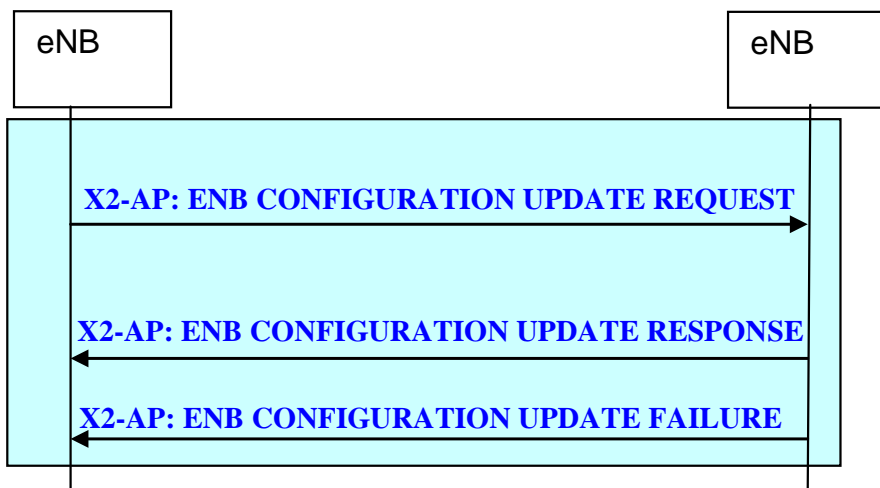 eNB
eNB
X2-AP: ENB CONFIGURATION UPDATE REQUEST
X2-AP: ENB CONFIGURATION UPDATE RESPONSE
X2-AP: ENB CONFIGURATION UPDATE FAILURE